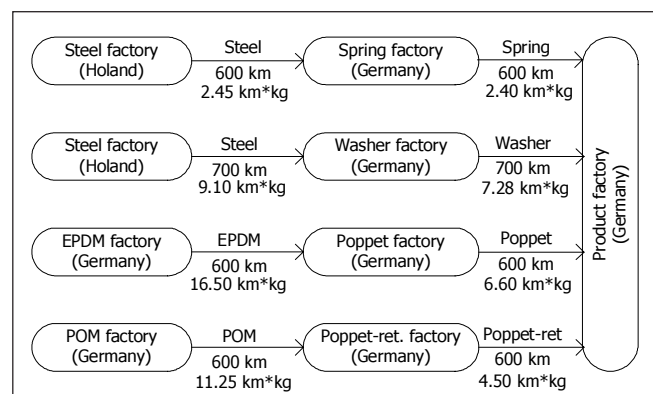 Steel factory
(Holand)
Steel
600 km
2.45 km*kg
Spring factory
(Germany)
Spring
600 km
2.40 km*kg
Steel factory
(Holand)
Steel
700 km
9.10 km*kg
Washer factory
(Germany)
Washer
700 km
7.28 km*kg
EPDM factory
(Germany)
EPDM
600 km
16.50 km*kg
Poppet factory
(Germany)
Poppet
600 km
6.60 km*kg
POM factory
(Germany)
POM
600 km
11.25 km*kg
Poppet-ret. factory
(Germany)
Poppet-ret
600 km
4.50 km*kg
Product factory
(Germany)